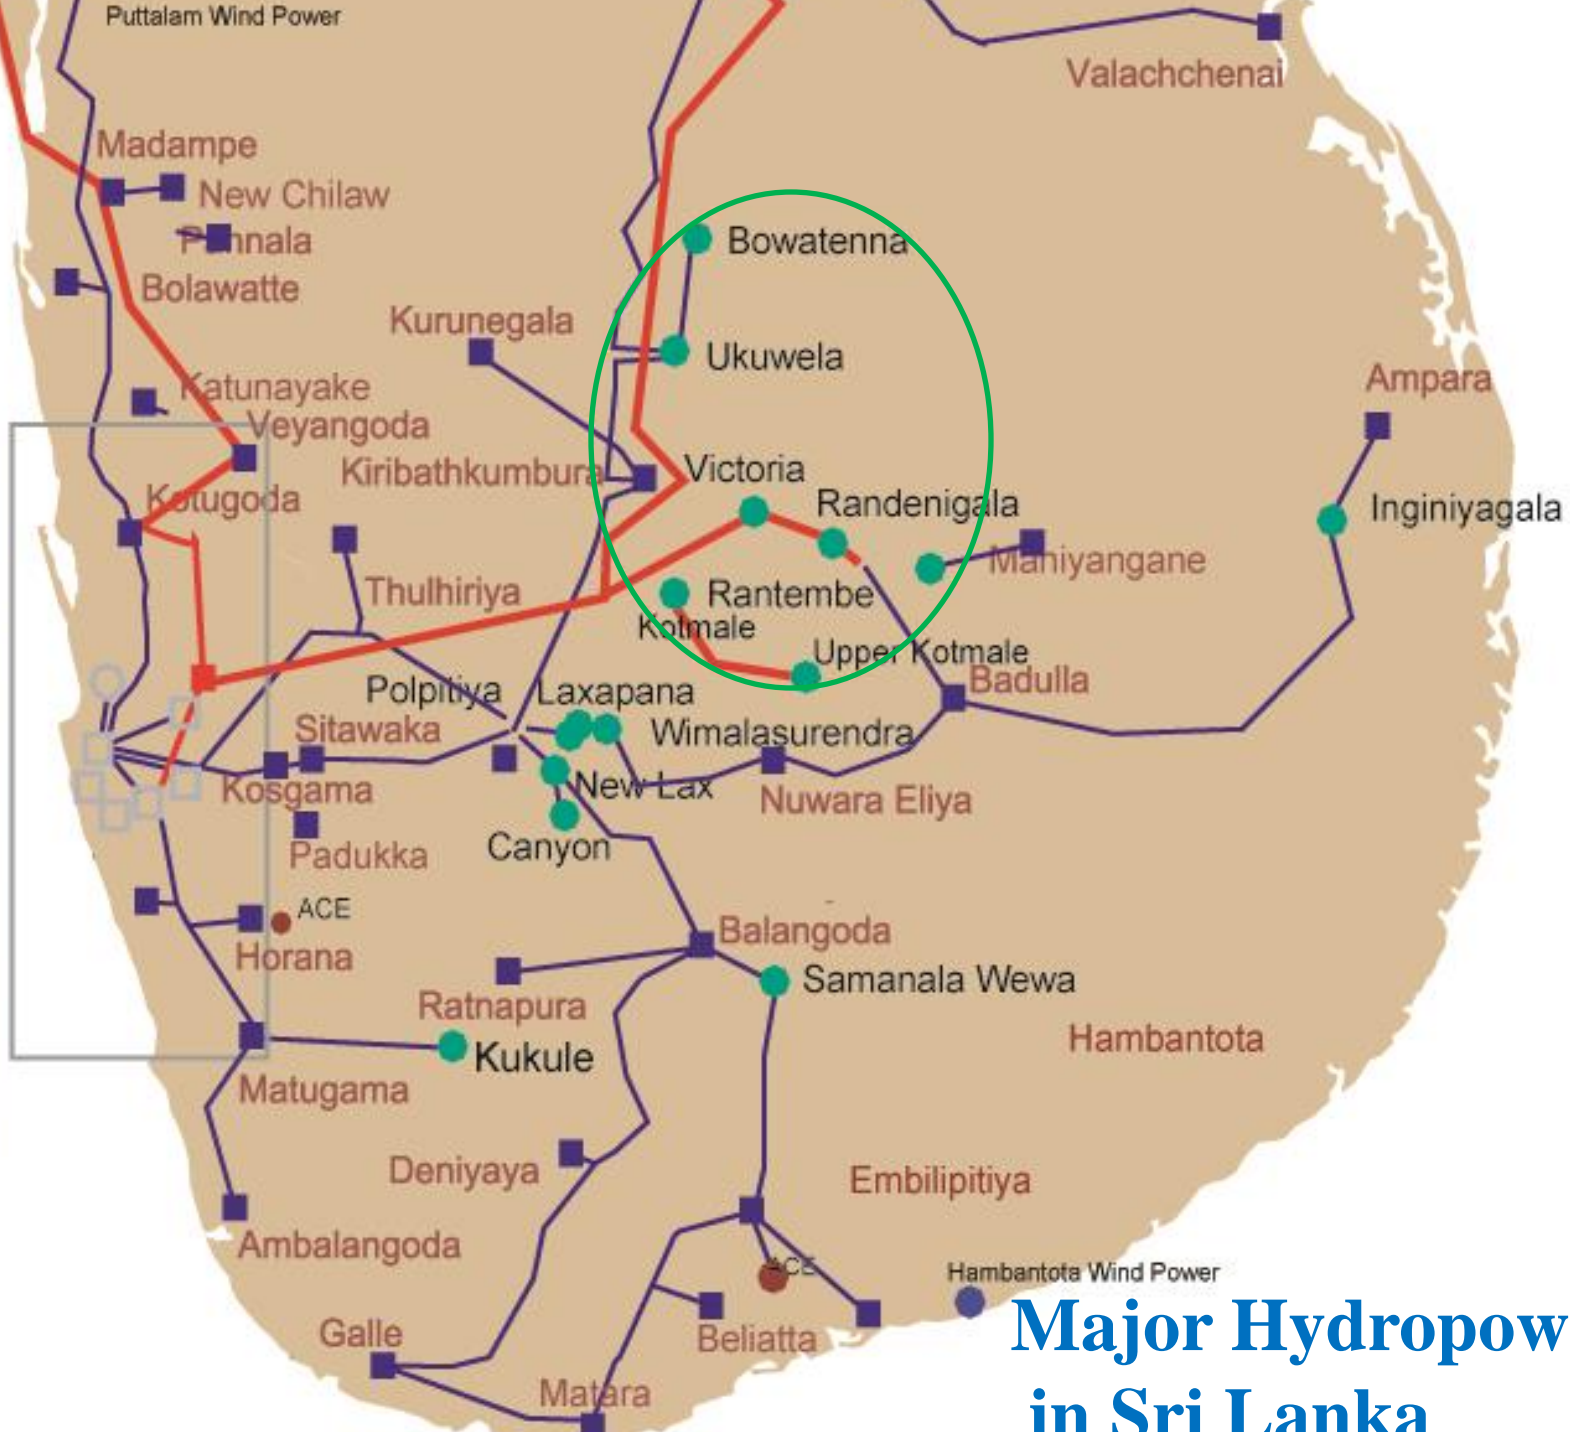 Puttalam Wind Power
Valachchenai
Madampe
New Chilaw
Pannala
Bowatenna
Bolawatte
Kurunegala
Ukuwela
Katunayake
Ampara
Veyangoda
Kiribathkumbura
Victoria
Kotugoda
Randenigala
Inginiyagala
Mahiyangane
Thulhiriya
Rantembe
Kotmale
Upper Kotmale
Badulla
Polpitiya
Laxapana
Sitawaka
Wimalasurendra
Kosgama
New Lax
Nuwara Eliya
Canyon
Padukka
ACE
Balangoda
Horana
Samanala Wewa
Ratnapura
Hambantota
Kukule
Matugama
Deniyaya
Embilipitiya
Ambalangoda
ACE
Hambantota Wind Power
Major Hydropow
Galle
Beliatta
Matara
in Sri Lanka